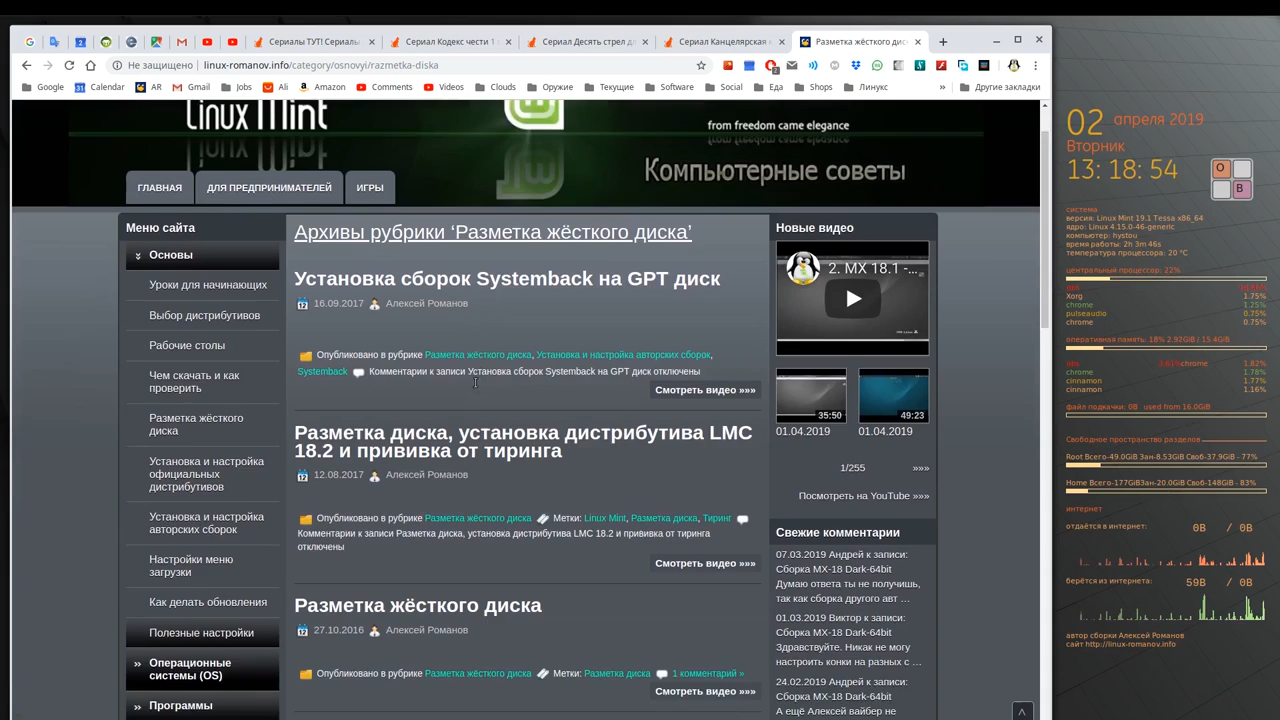 Сериалы ТУТ! Сериалы
Сериал Кодекс чести 1
Сериал Десять стрел дл
Сериал Канцелярская к
Разметка жёсткого диск
Не защищено
linux-romanov.info/category/osnovyi/razmetka-diska
Google
Calendar
AR
Gmail
Jobs
Ali
Amazon
Comments
Videos
Clouds
Оружие
Текущие
Software
Social
Еда
Shops
Линукс
»
Другие закладки
Linux Mint
from freedom came elegance
Компьютерные советы
ГЛАВНАЯ
ДЛЯ ПРЕДПРИНИМАТЕЛЕЙ
ИГРЫ
Меню сайта
Основы
Уроки для начинающих
Выбор дистрибутивов
Рабочие столы
Чем скачать и как
проверить
Разметка жёсткого
диска
Установка и настройка
официальных
дистрибутивов
Установка и настройка
авторских сборок
Настройки меню
загрузки
Как делать обновления
Полезные настройки
Операционные
системы (OS)
Программы
Архивы рубрики ‘Разметка жёсткого диска’
Установка сборок Systemback на GPT диск
16.09.2017 Алексей Романов
Опубликовано в рубрике Разметка жёсткого диска, Установка и настройка авторских сборок,
Systemback Комментарии к записи Установка сборок Systemback на GPT диск отключены
Смотреть видео »»»
Разметка диска, установка дистрибутива LMC
18.2 и прививка от тиринга
12.08.2017 Алексей Романов
Опубликовано в рубрике Разметка жёсткого диска Метки: Linux Mint, Разметка диска, Тиринг
Комментарии к записи Разметка диска, установка дистрибутива LMC 18.2 и прививка от тиринга
отключены
Смотреть видео »»»
Разметка жёсткого диска
27.10.2016 Алексей Романов
Опубликовано в рубрике Разметка жёсткого диска Метки: Разметка диска 1 комментарий »
Смотреть видео »»»
Новые видео
2. MX 18.1 -...
35:50
49:23
01.04.2019
01.04.2019
1/255
»»»
Посмотреть на YouTube »»»
Свежие комментарии
07.03.2019 Андрей к записи:
Сборка MX-18 Dark-64bit
Думаю ответа ты не получишь,
так как сборка другого авт ...
01.03.2019 Виктор к записи:
Сборка MX-18 Dark-64bit
Здравствуйте. Никак не могу
настроить конки на разных с ...
24.02.2019 Андрей к записи:
Сборка MX-18 Dark-64bit
А ещё Алексей вайбер не
02 апреля 2019
Вторник
13: 18: 54
О
В
система
версия: Linux Mint 19.1 Tessa x86_64
ядро: Linux 4.15.0-46-generic
компьютер: hystou
время работы: 2h 3m 46s
температура процессора: 20 °C
центральный процессор: 22%
obs
Xorg 1.75%
chrome 1.25%
pulseaudio 0.75%
chrome 0.75%
оперативная память: 18% 2.92GiB / 15.4GiB
obs
chrome 1.82%
chrome 1.78%
cinnamon 1.77%
cinnamon 1.16%
файл подкачки: 0B used from 16.0GiB
Свободное пространство разделов
Root Всего-49.0GiB Зан-8.53GiB Своб-37.9GiB - 77%
Home Всего-177GiBЗан-20.0GiB Своб-148GiB - 83%
интернет
отдаётся в интернет: 0B / 0B
берётся из интернета: 59B / 0B
автор сборки Алексей Романов
сайт http://linux-romanov.info